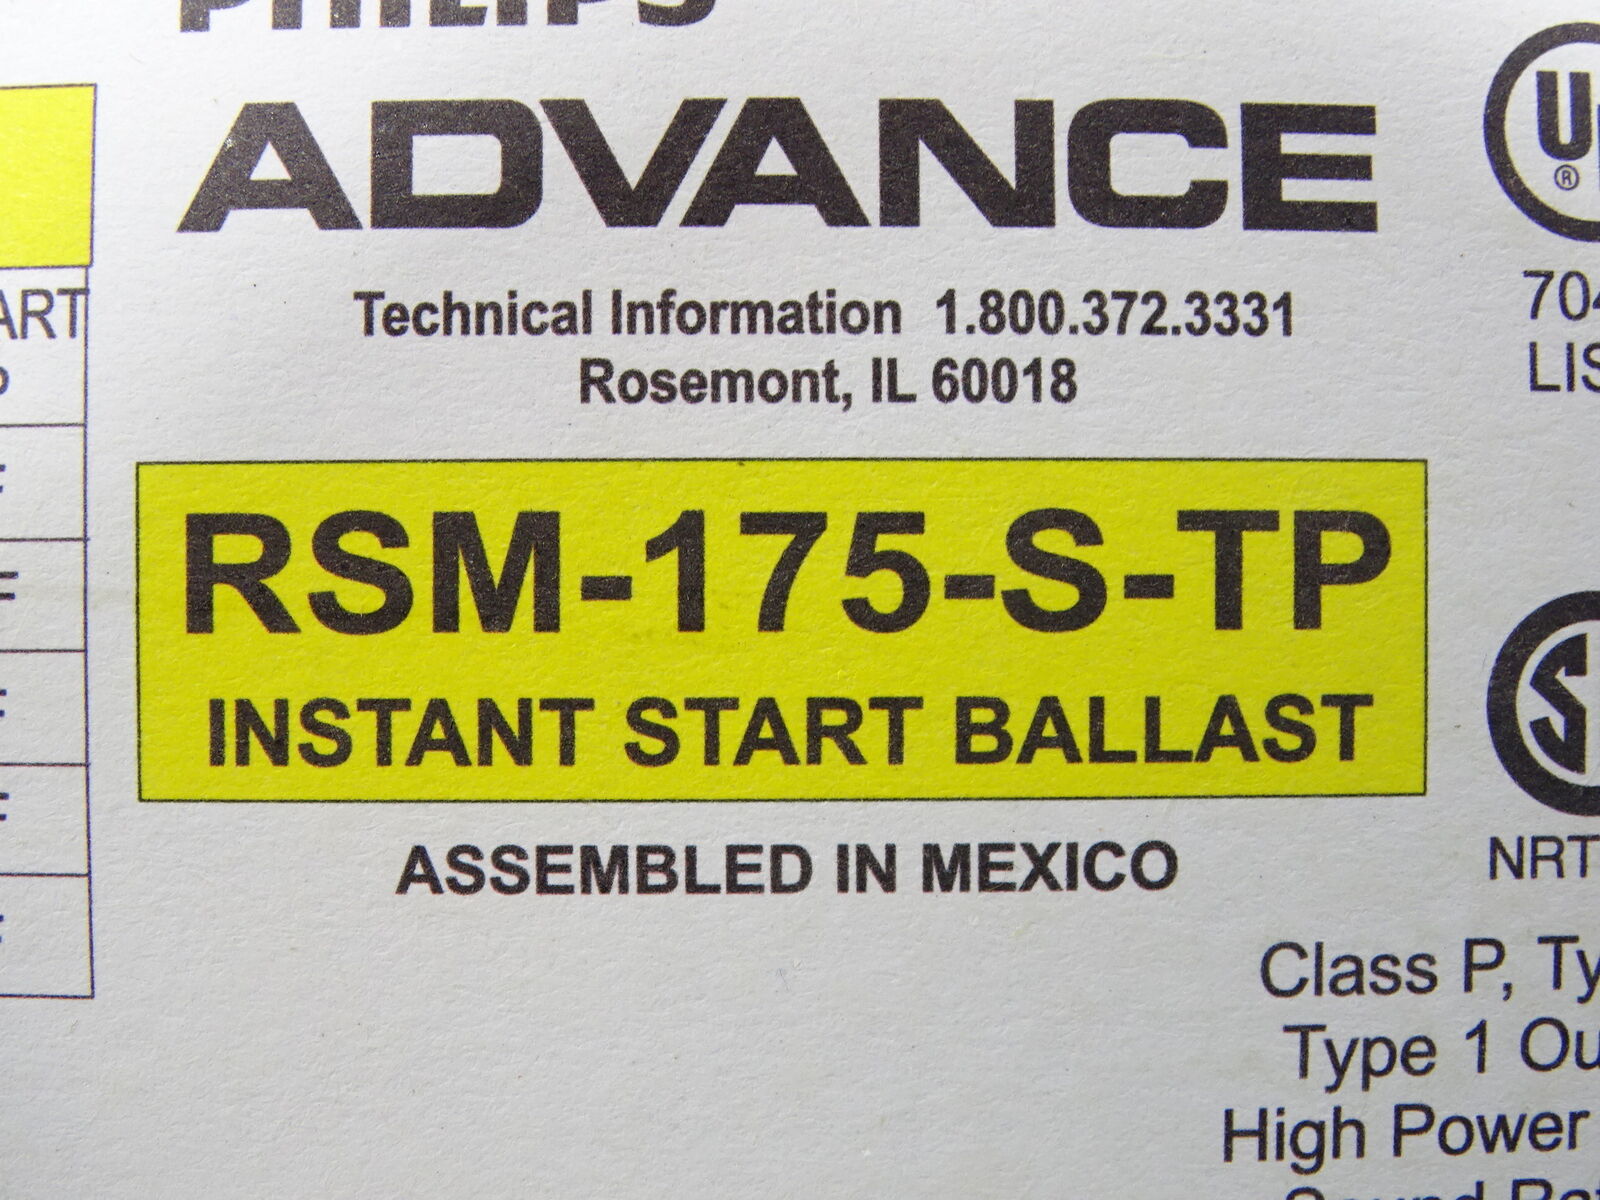 PHILIPS
ADVANCE
Technical Information 1.800.372.3331
Rosemont, IL 60018
RSM-175-S-TP
INSTANT START BALLAST
ASSEMBLED IN MEXICO
Class P,
Type 1
High Power